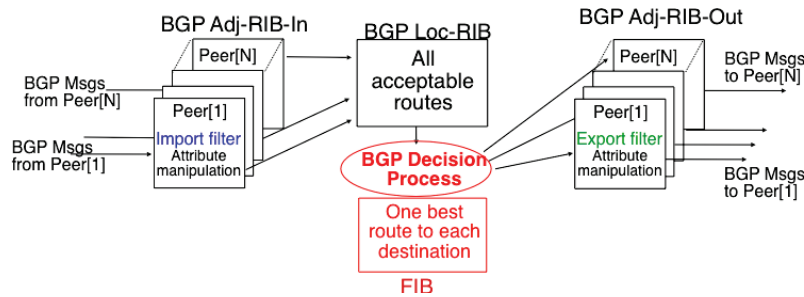 BGP Adj-RIB-In
BGP Loc-RIB
BGP Adj-RIB-Out
Peer[N]
BGP Msgs
from Peer[N]
Peer[1]
Import filter
Attribute
manipulation
BGP Msgs
from Peer[1]
All
acceptable
routes
BGP Decision
Process
One best
route to each
destination
FIB
Peer[N]
BGP Msgs
to Peer[N]
Peer[1]
Export filter
Attribute
manipulation
BGP Msgs
to Peer[1]